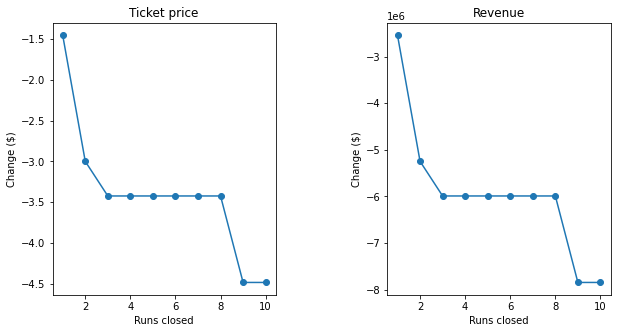 Ticket price
Change ($)
−1.5
−2.0
−2.5
−3.0
−3.5
−4.0
−4.5
2 4 6 8 10
Runs closed
Revenue
1e6
Change ($)
−3
−4
−5
−6
−7
−8
2 4 6 8 10
Runs closed